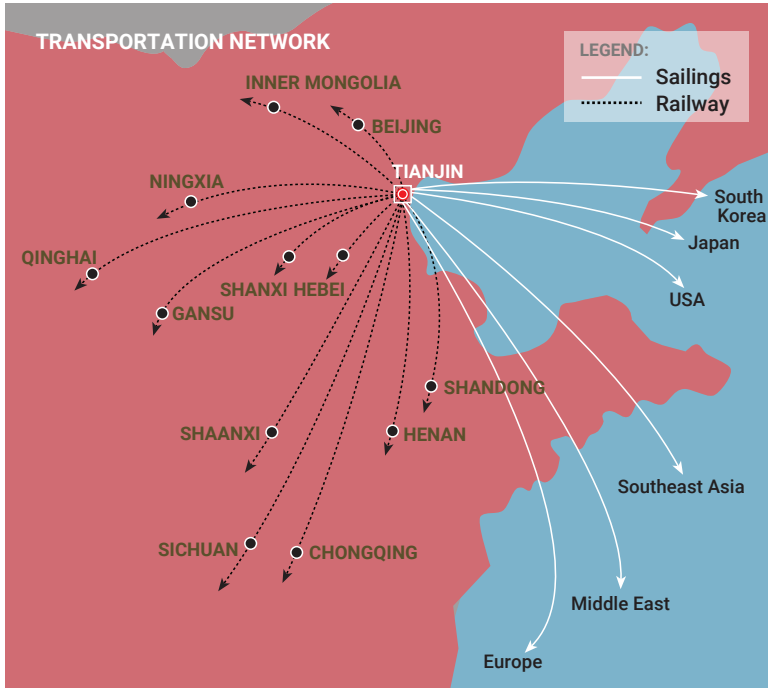 TRANSPORTATION NETWORK
LEGEND:
Sailings
Railway
INNER MONGOLIA
BEIJING
TIANJIN
NINGXIA
South
Korea
Japan
QINGHAI
SHANXI HEBEI
USA
GANSU
SHANDONG
SHAANXI
HENAN
Southeast Asia
SICHUAN
CHONGQING
Middle East
Europe